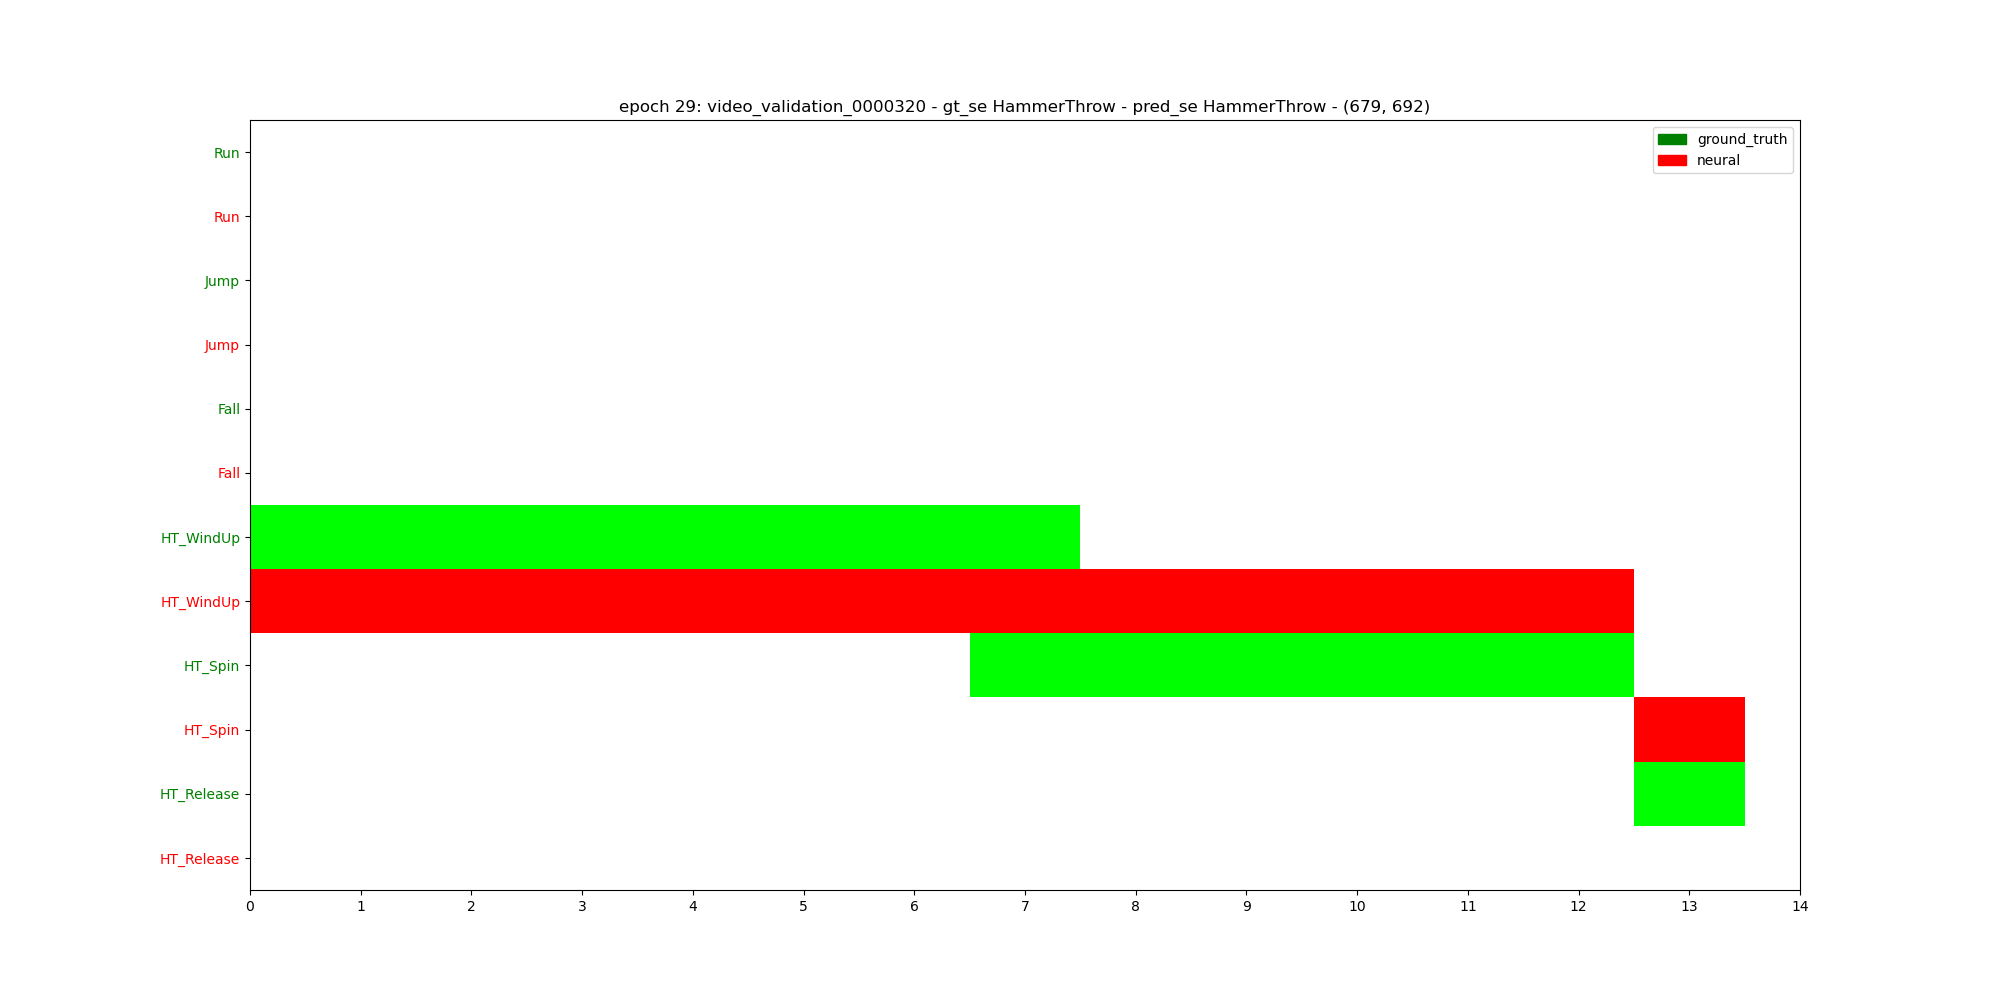 epoch 29: video_validation_0000320 - gt_se HammerThrow - pred_se HammerThrow - (679, 692)
ground_truth
neural
Run
Run
Jump
Jump
Fall
Fall
HT_WindUp
HT_WindUp
HT_Spin
HT_Spin
HT_Release
HT_Release
0 1 2 3 4 5 6 7 8 9 10 11 12 13 14